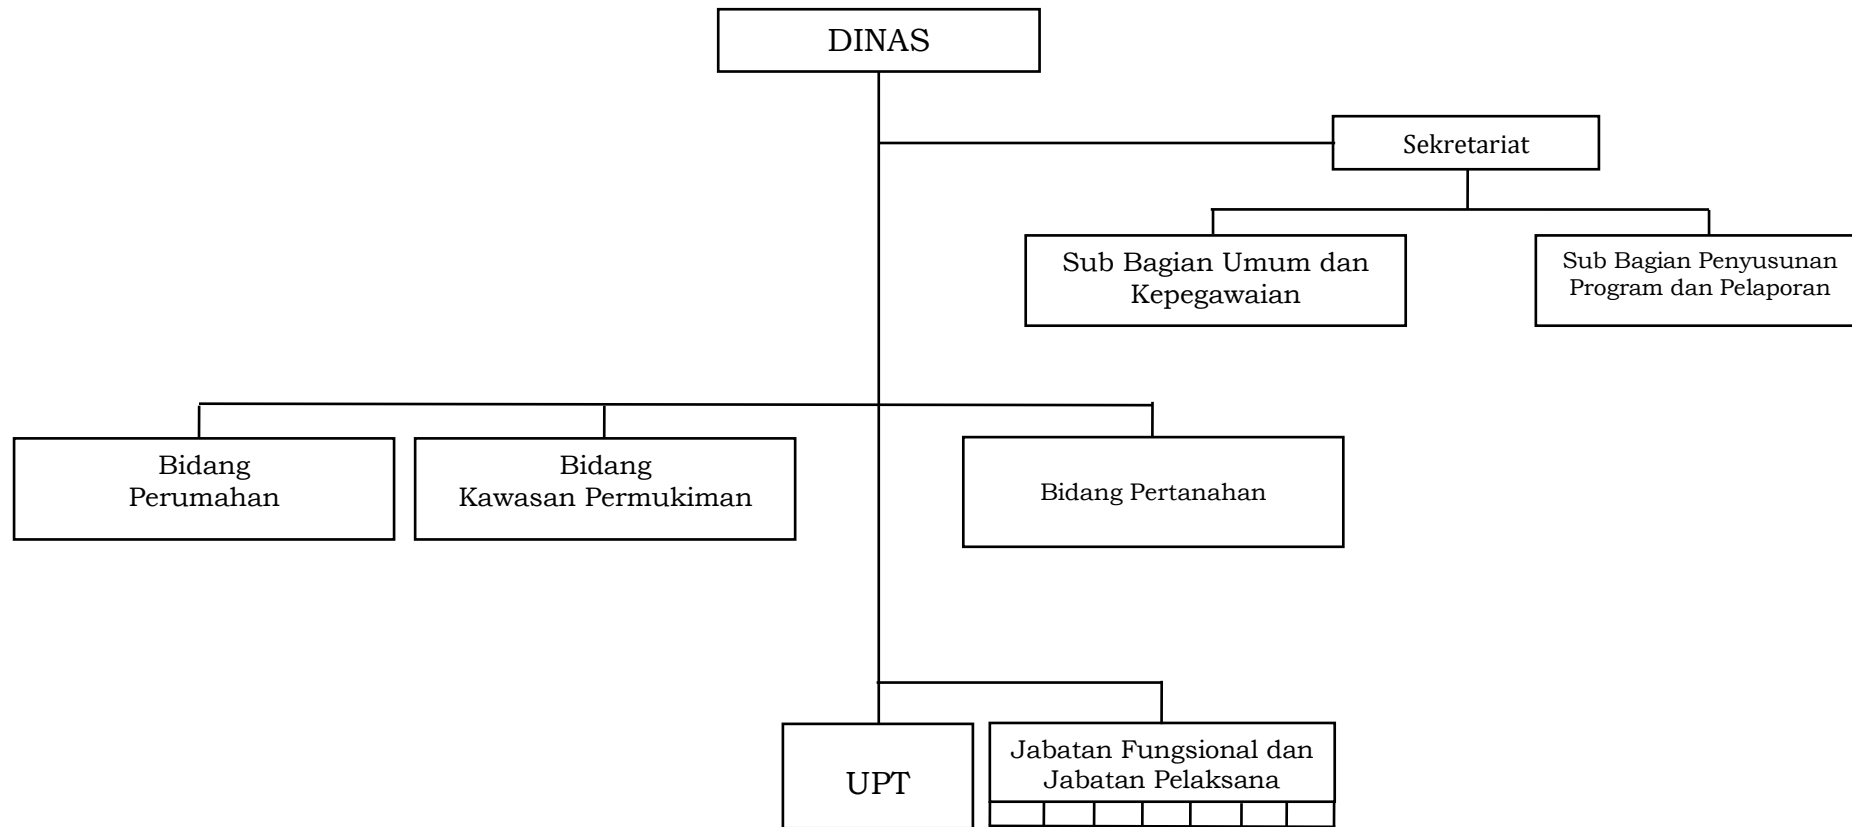 DINAS
Sekretariat
Sub Bagian Umum dan
Kepegawaian
Sub Bagian Penyusunan
Program dan Pelaporan
Bidang
Perumahan
Bidang
Kawasan Permukiman
Bidang Pertanahan
UPT
Jabatan Fungsional dan
Jabatan Pelaksana